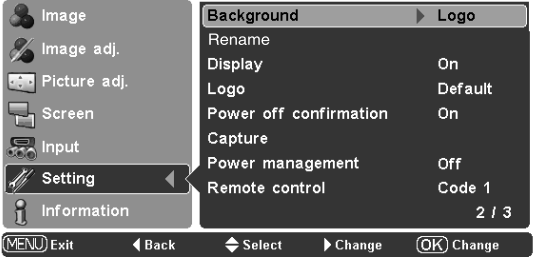 Image
Image adj.
Picture adj.
Screen
Input
Setting
Information
Background Logo
Rename
Display On
Logo Default
Power off confirmation On
Capture
Power management Off
Remote control Code 1
2 / 3
MENU Exit Back Select Change OK Change